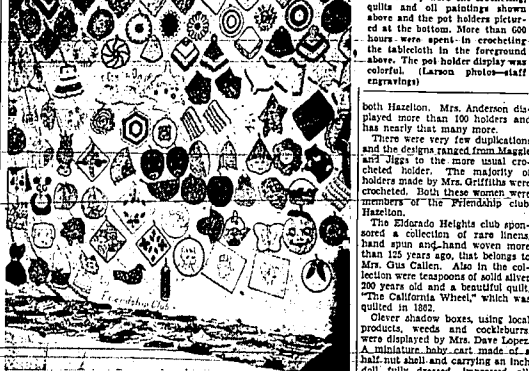 quilts and oil paintings shown
above and the pot holders pictur-
ed at the bottom. More than 600
hours were spent in crocheting
the tablecloth in the foreground
above. The pot holder display was
colorful. (Larson photos—staff
engravings)
both Hazelton. Mrs. Anderson dis-
played more than 100 holders and
has nearly that many more.
There were very few duplications
and the designs ranged from Maggie
and Jiggs to the more usual cro-
cheted holder. The majority of
holders made by Mrs. Griffiths were
crocheted. Both these women were
members of the Friendship club
Hazelton.
The Eldorado Heights club spon-
sored a collection of rare linens,
hand spun and hand woven more
than 125 years ago, that belongs to
Mrs. Gus Callen. Also in the col-
lection were teaspoons of solid silver
200 years old and a beautiful quilt,
"The California Wheel," which was
quilted in 1862.
Clever shadow boxes, using local
products, weeds and cockleburrs
were displayed by Mrs. Dave Lopez.
A miniature baby cart made of a
half nut shell and carrying an inch
doll fully dressed